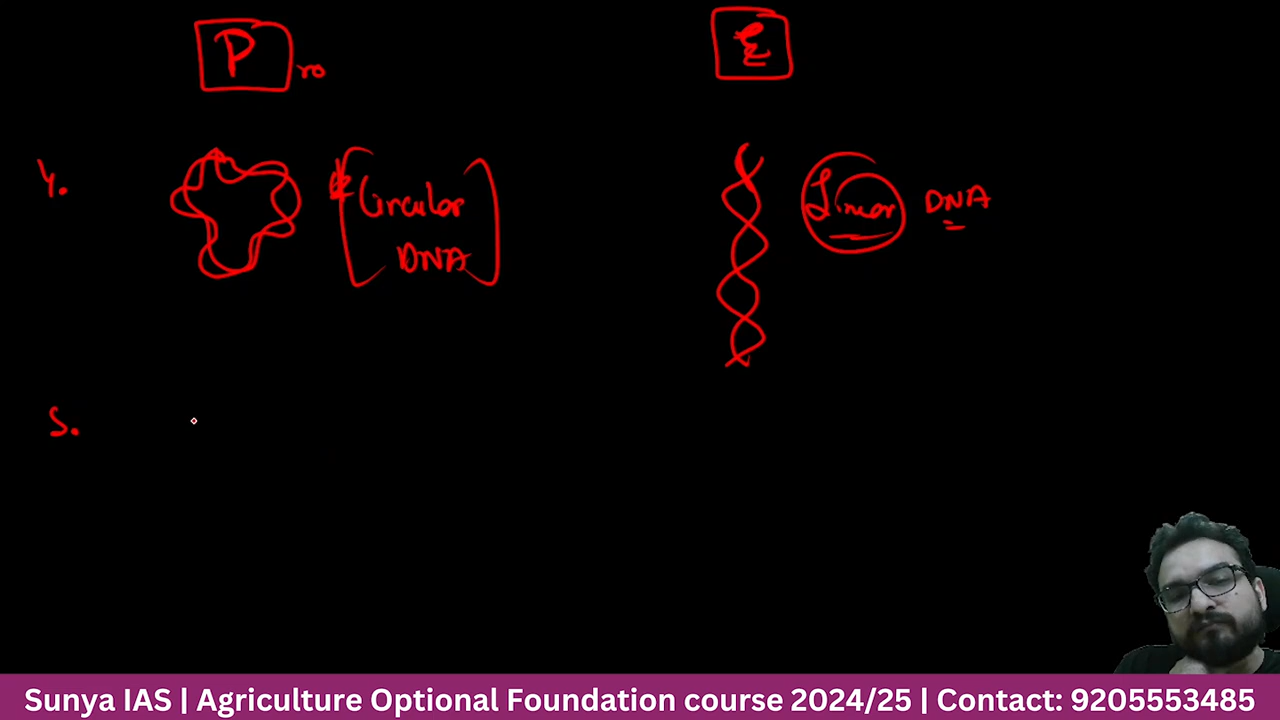 P ro
E
4.
Circular
DNA
Linear DNA
5.
Sunya IAS | Agriculture Optional Foundation course 2024/25 | Contact: 9205553485